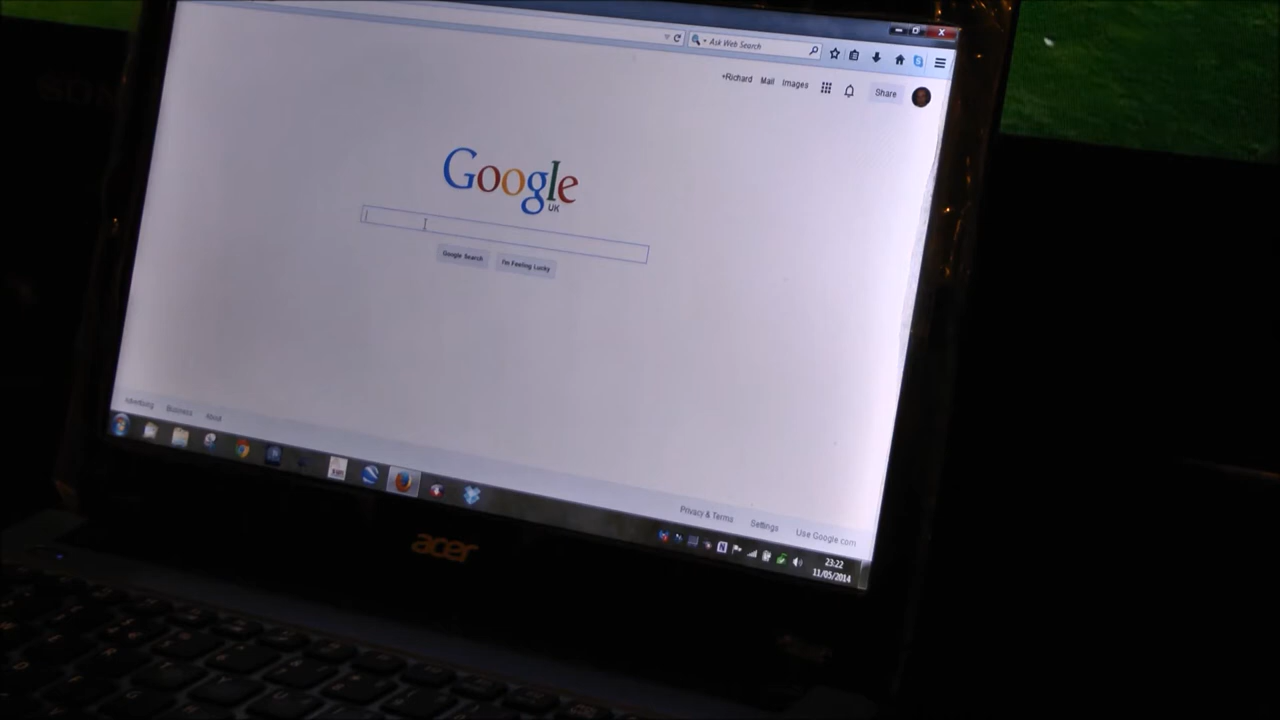 Ask Web Search
+Richard Mail Images Share
Google
UK
Google Search I'm Feeling Lucky
Advertising Business About
Privacy & Terms Settings Use Google.com
23:22
11/05/2014
acer